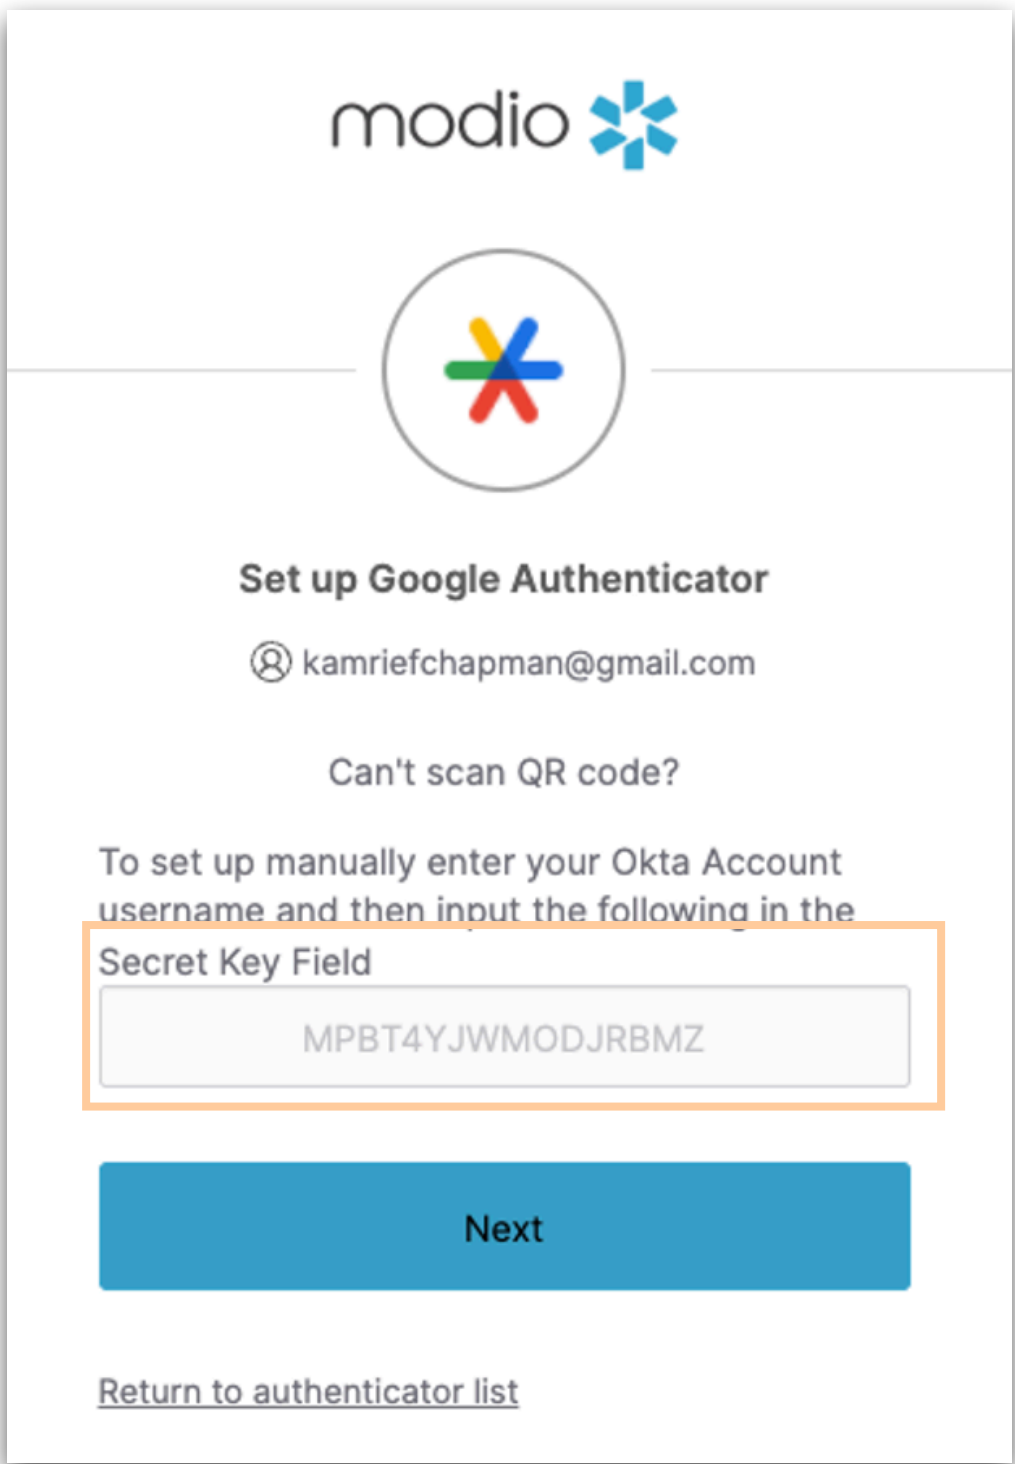 modio
Set up Google Authenticator
kamriefchapman@gmail.com
Can't scan QR code?
To set up manually enter your Okta Account
username and then input the following in the
Secret Key Field
MPBT4YJWMODJRBMZ
Next
Return to authenticator list